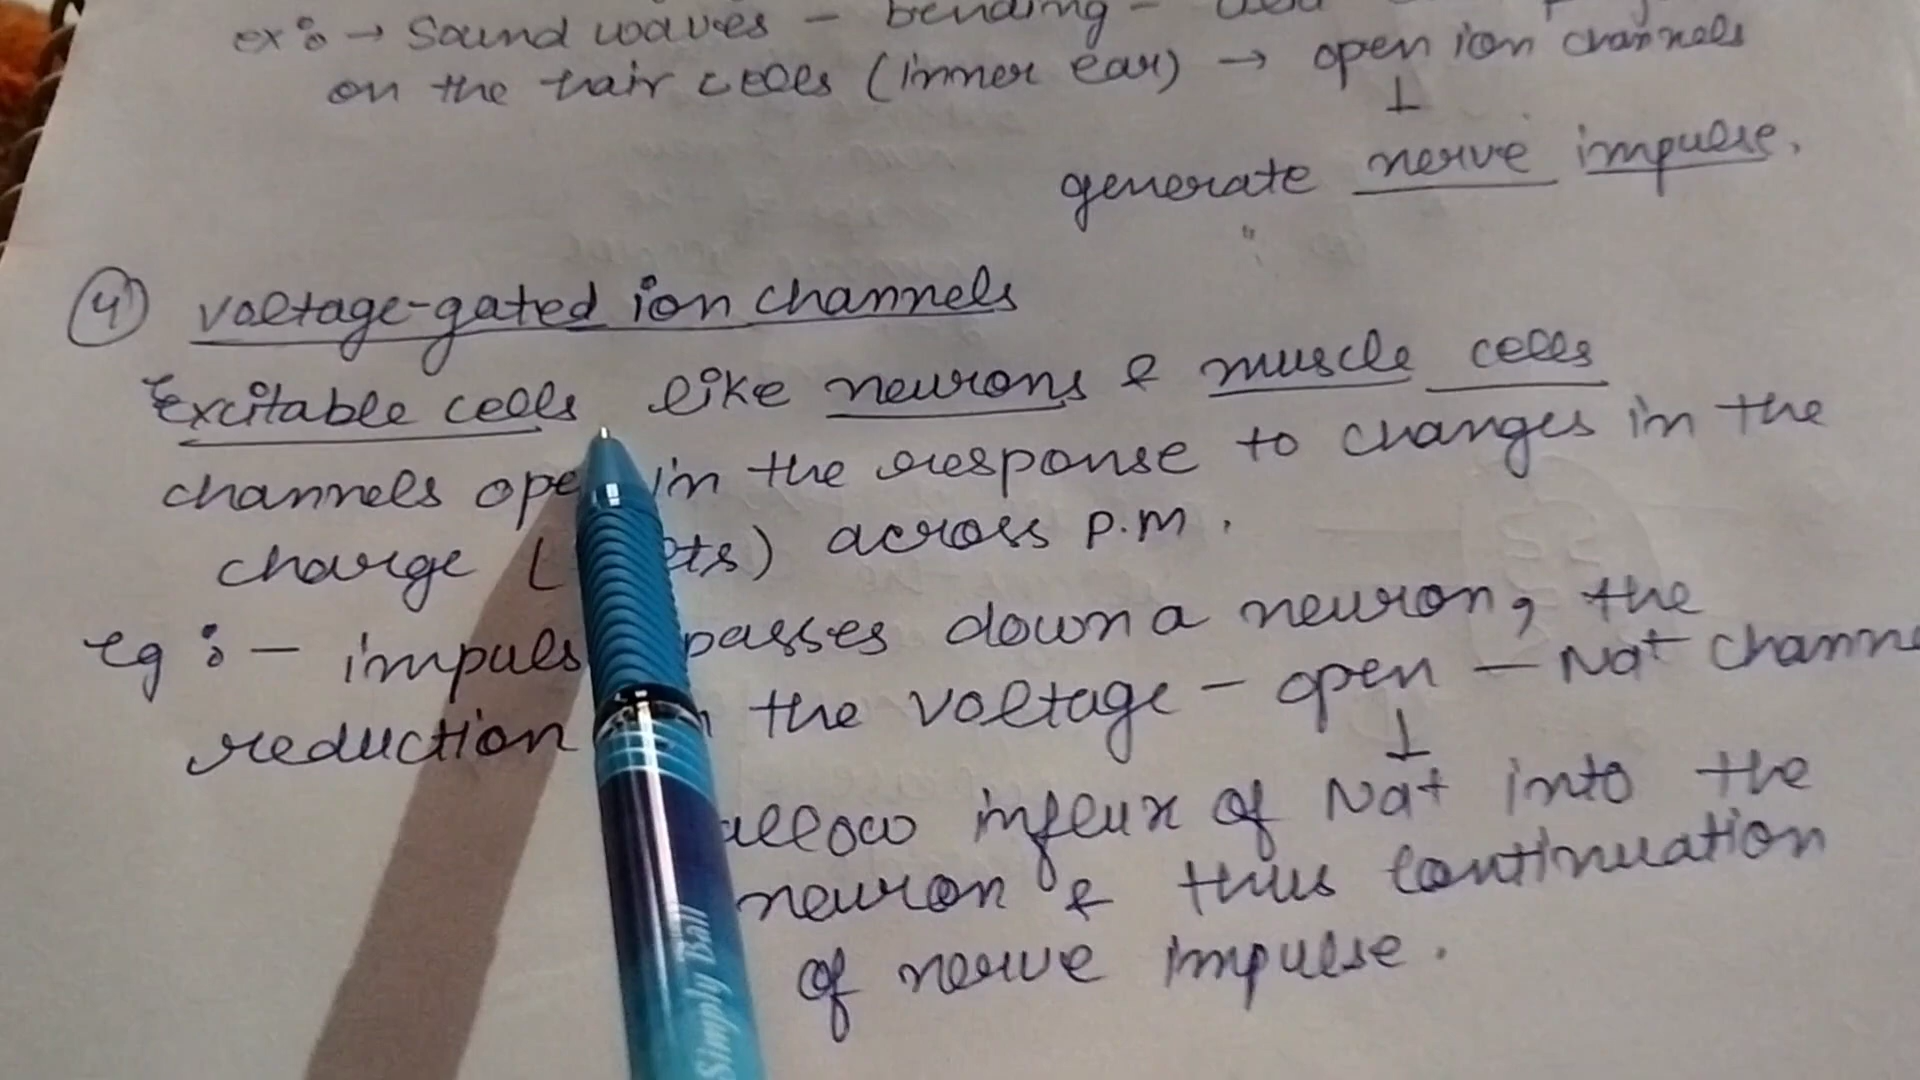 ex:→ Sound waves - bending -
on the hair cells (inner ear) → open ion channels
↓
generate nerve impulse.
(4) voltage-gated ion channels
Excitable cells like neurons & muscle cells
channels ope in the response to changes in the
charge ( ts) across p.m.
eg :- impuls passes down a neuron, the
reduction the voltage - open - Na+ channe
↓
allow influx of Na+ into the
neuron & thus continuation
of nerve impulse.
Simply Ball